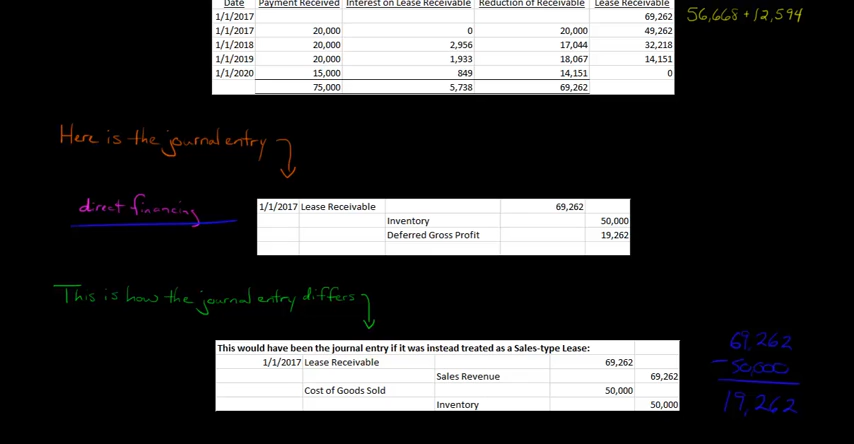 Date Payment Received Interest on Lease Receivable Reduction of Receivable Lease Receivable
1/1/2017 69,262
56,668 + 12,594
1/1/2017 20,000 0 20,000 49,262
1/1/2018 20,000 2,956 17,044 32,218
1/1/2019 20,000 1,933 18,067 14,151
1/1/2020 15,000 849 14,151 0
75,000 5,738 69,262
Here is the journal entry
direct financing
1/1/2017 Lease Receivable 69,262
Inventory 50,000
Deferred Gross Profit 19,262
This is how the journal entry differs
This would have been the journal entry if it was instead treated as a Sales-type Lease:
1/1/2017 Lease Receivable 69,262
Sales Revenue 69,262
Cost of Goods Sold 50,000
Inventory 50,000
69,262
- 50,000
19,262